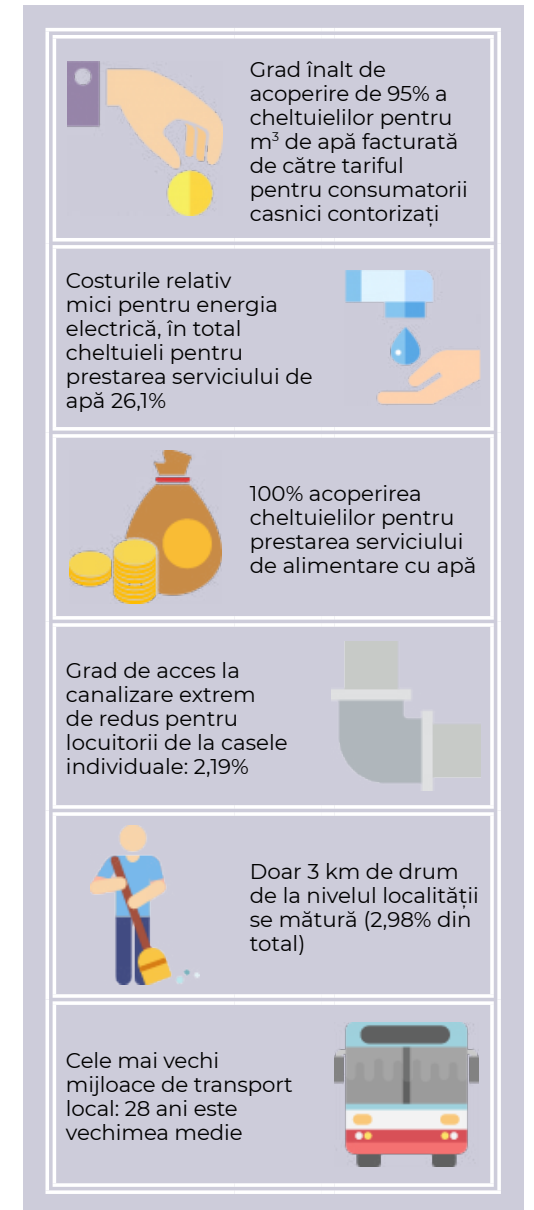 Grad înalt de
acoperire de 95% a
cheltuielilor pentru
m³ de apă facturată
de către tariful
pentru consumatorii
casnici contorizați
Costurile relativ
mici pentru energia
electrică, în total
cheltuieli pentru
prestarea serviciului de
apă 26,1%
100% acoperirea
cheltuielilor pentru
prestarea serviciului
de alimentare cu apă
Grad de acces la
canalizare extrem
de redus pentru
locuitorii de la casele
individuale: 2,19%
Doar 3 km de drum
de la nivelul localității
se mătură (2,98% din
total)
Cele mai vechi
mijloace de transport
local: 28 ani este
vechimea medie